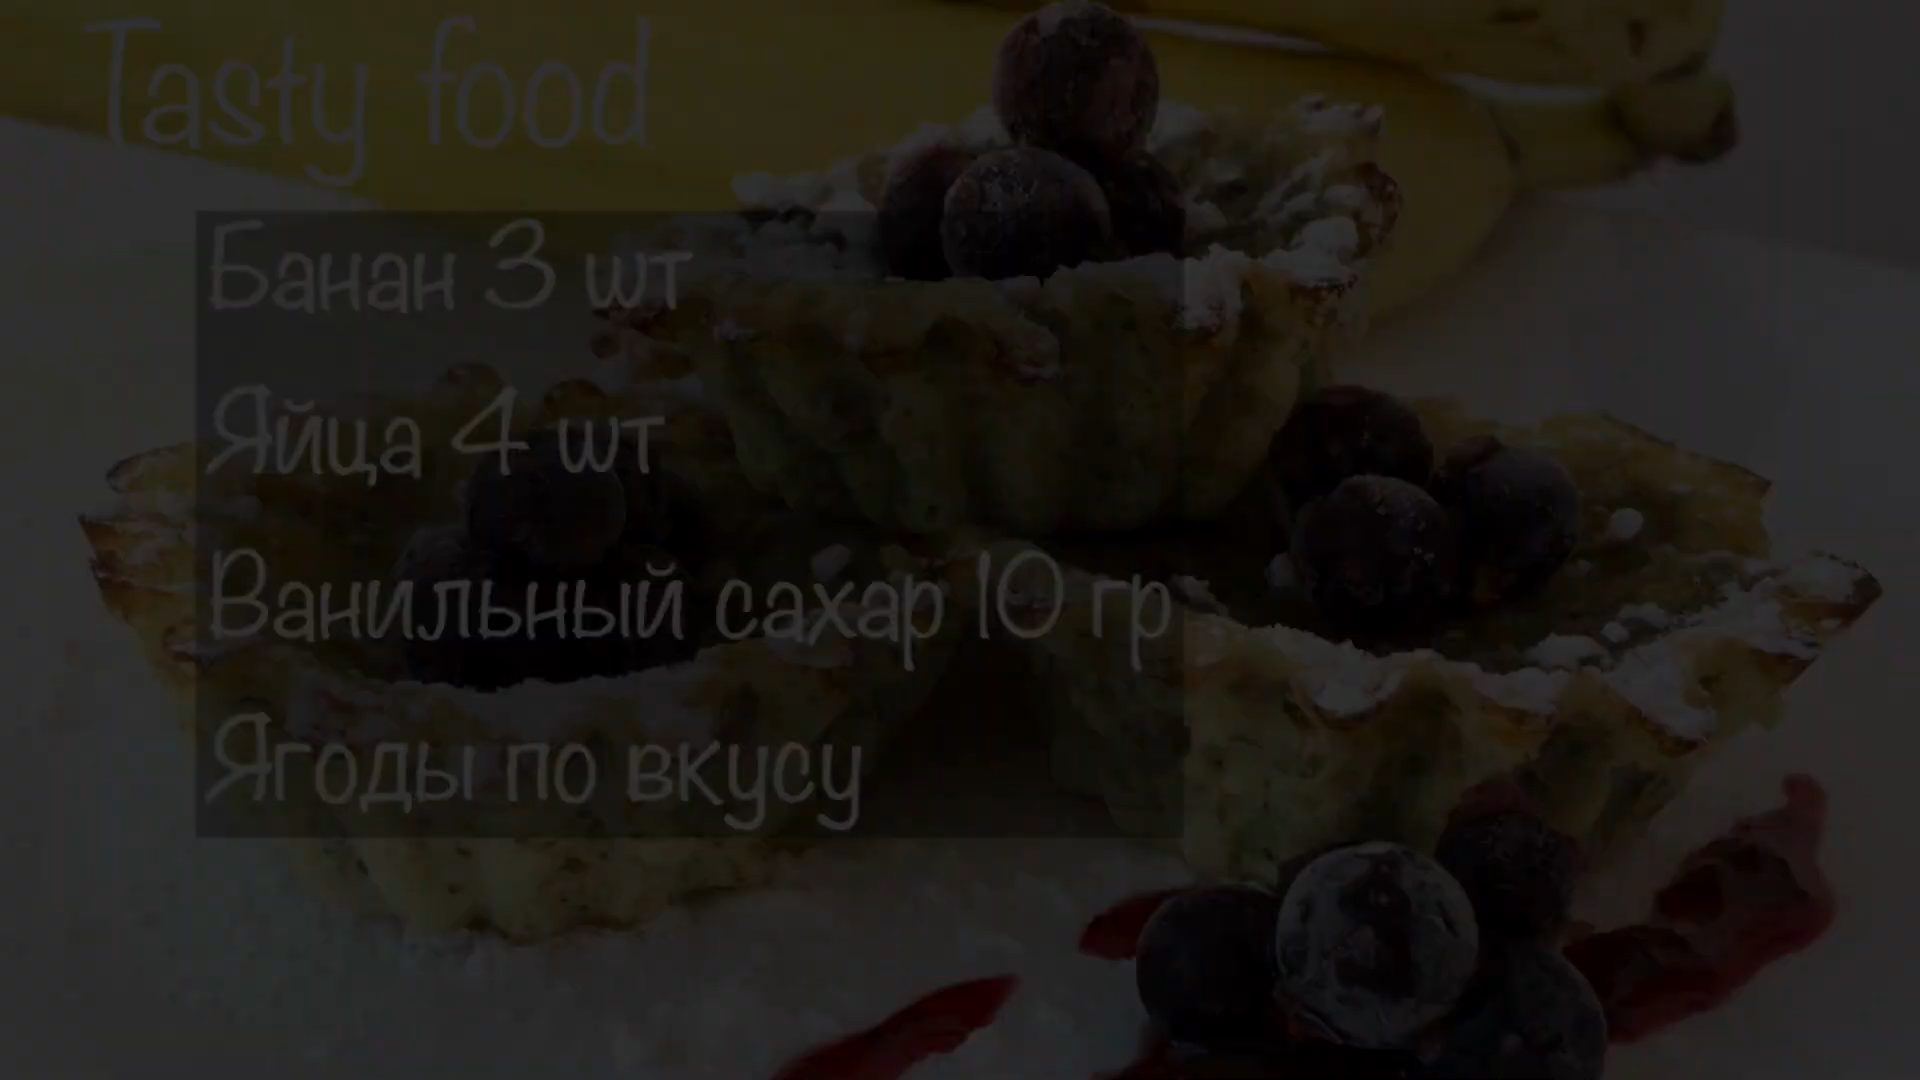 Tasty food
Банан 3 шт
Яйца 4 шт
Ванильный сахар 10 гр
Ягоды по вкусу